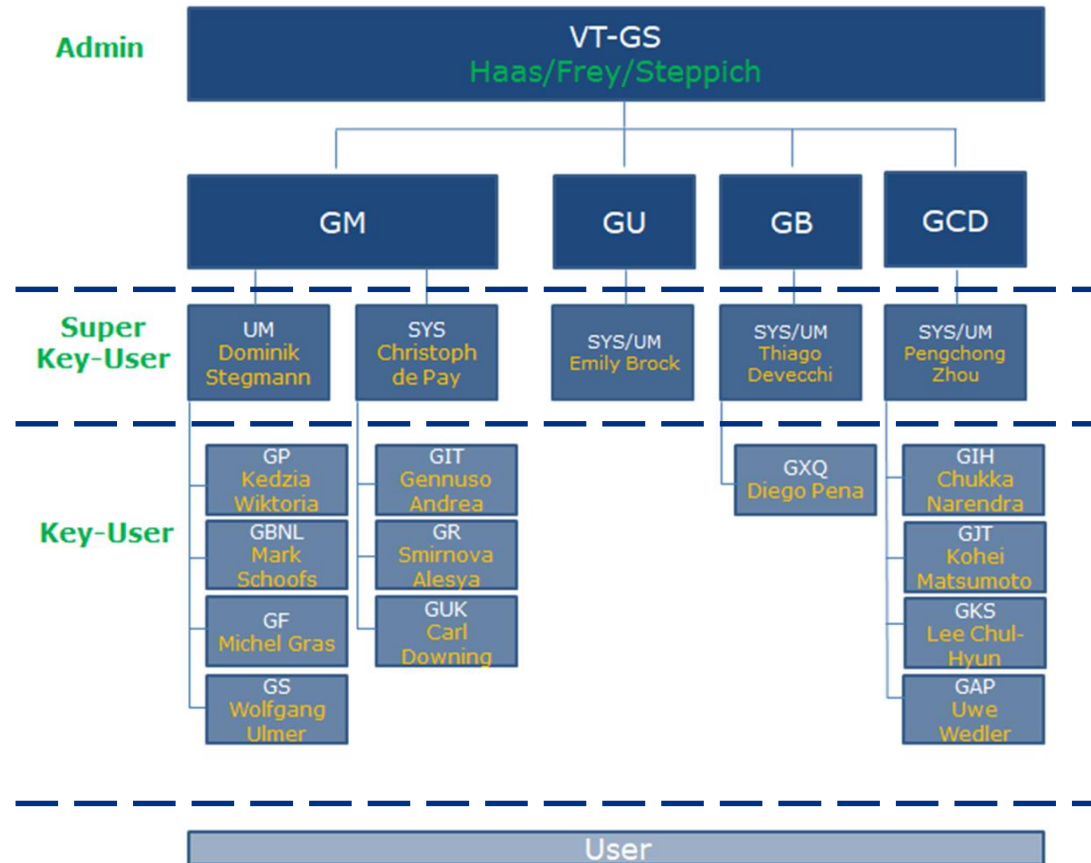 Admin
VT-GS
Haas/Frey/Steppich
GM
GU
GB
GCD
Super
Key-User
UM
Dominik
Stegmann
SYS
Christoph
de Pay
SYS/UM
Emily Brock
SYS/UM
Thiago
Devecchi
SYS/UM
Pengchong
Zhou
Key-User
GP
Kedzia
Wiktoria
GBNL
Mark
Schoofs
GF
Michel Gras
GS
Wolfgang
Ulmer
GIT
Gennuso
Andrea
GR
Smirnova
Alesya
GUK
Carl
Downing
GXQ
Diego Pena
GIH
Chukka
Narendra
GJT
Kohei
Matsumoto
GKS
Lee Chul-
Hyun
GAP
Uwe
Wedler
User